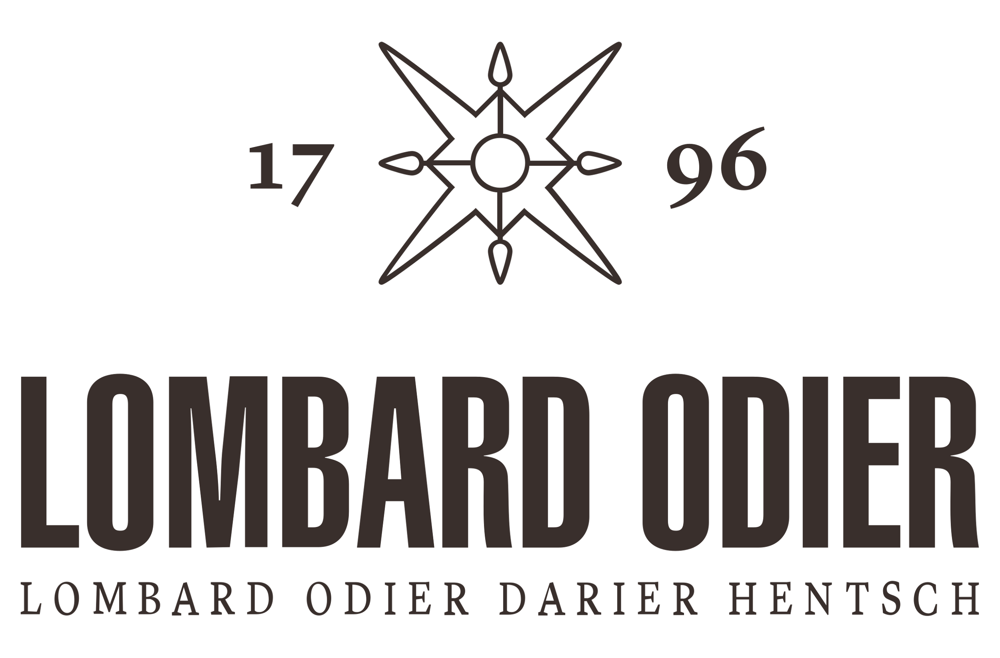 17 96
LOMBARD ODIER
LOMBARD ODIER DARIER HENTSCH